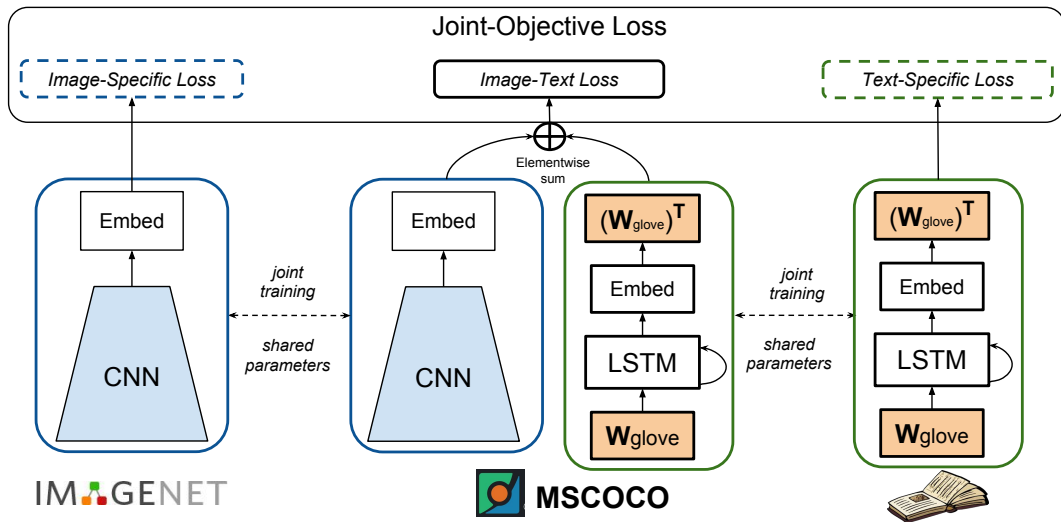 Joint-Objective Loss
Image-Specific Loss
Image-Text Loss
Text-Specific Loss
Elementwise
sum
Embed
CNN
joint
training
shared
parameters
Embed
CNN
(Wglove)T
Embed
LSTM
Wglove
joint
training
shared
parameters
(Wglove)T
Embed
LSTM
Wglove
IMAGENET
MSCOCO